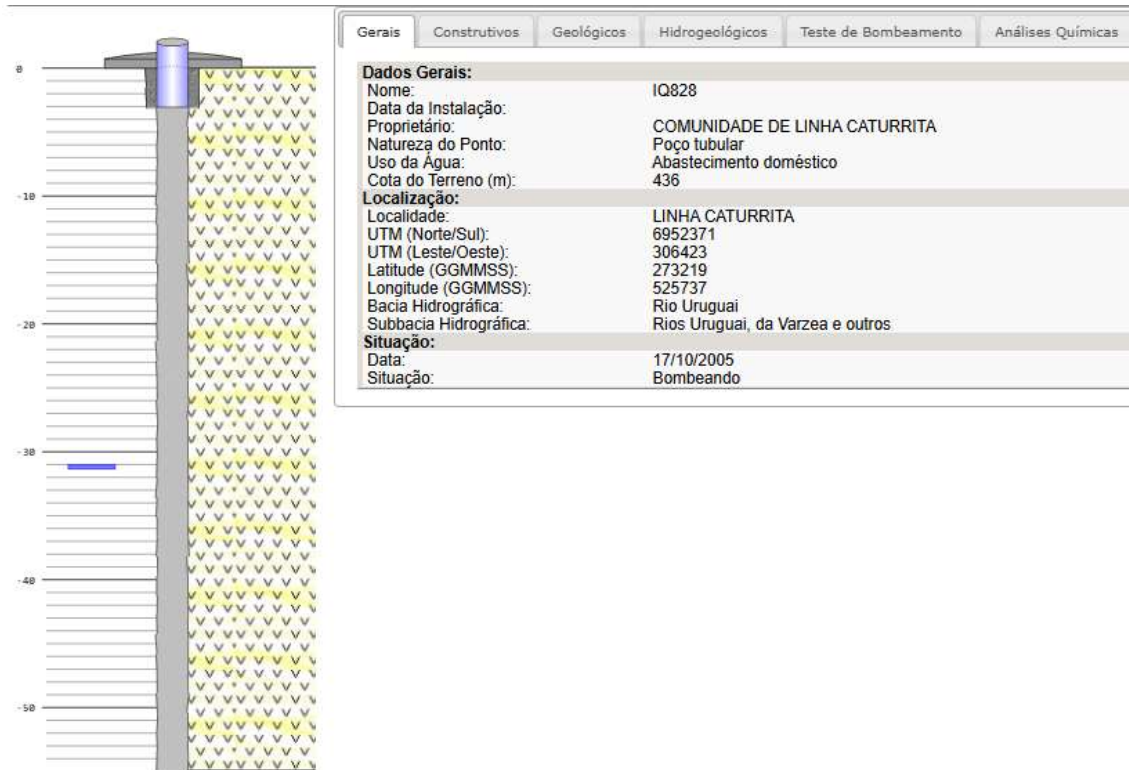 Gerais Construtivos Geológicos Hidrogeológicos Teste de Bombeamento Análises Químicas
Dados Gerais:
Nome: IQ828
Data da Instalação:
Proprietário: COMUNIDADE DE LINHA CATURRITA
Natureza do Ponto: Poço tubular
Uso da Água: Abastecimento doméstico
Cota do Terreno (m): 436
Localização:
Localidade: LINHA CATURRITA
UTM (Norte/Sul): 6952371
UTM (Leste/Oeste): 306423
Latitude (GGMMSS): 273219
Longitude (GGMMSS): 525737
Bacia Hidrográfica: Rio Uruguai
Subbacia Hidrográfica: Rios Uruguai, da Varzea e outros
Situação:
Data: 17/10/2005
Situação: Bombeando
0
-10
-20
-30
-40
-50